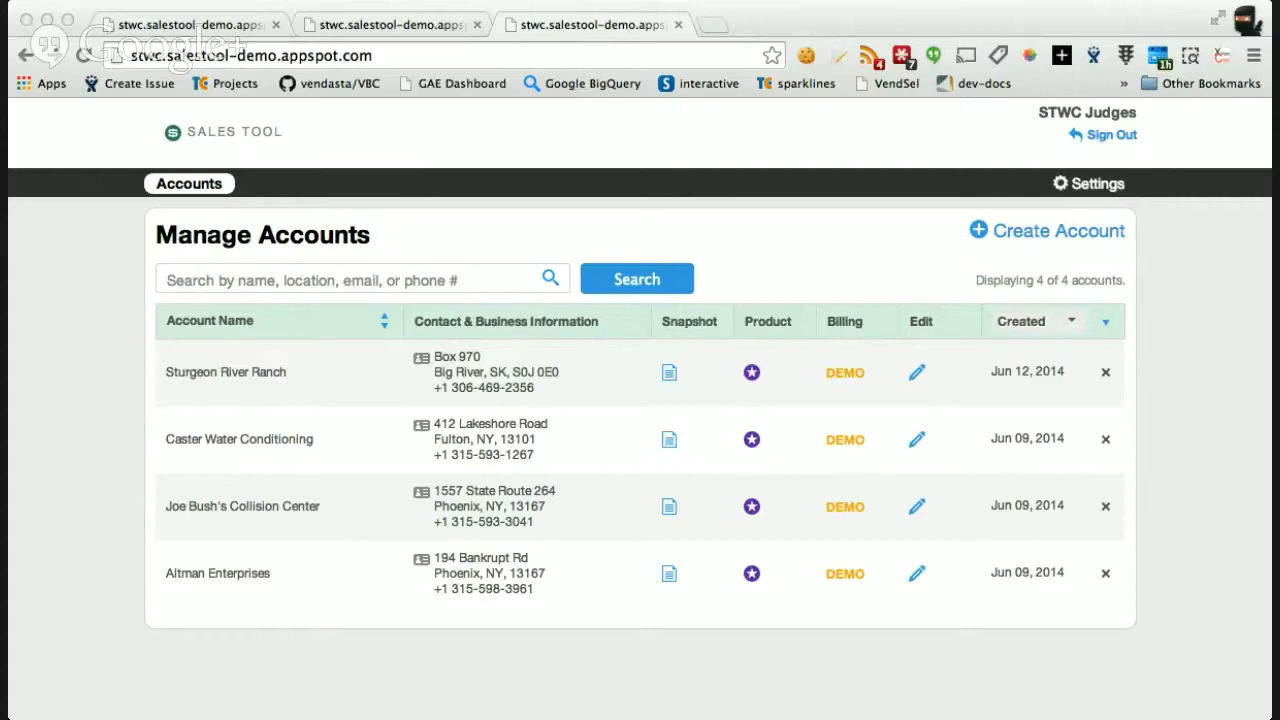 stwc.salestool-demo.apps
stwc.salestool-demo.apps
stwc.salestool-demo.apps
Google+
stwc.salestool-demo.appspot.com
4
7
1h
Apps
Create Issue
TC Projects
vendasta/VBC
GAE Dashboard
Google BigQuery
S interactive
TC sparklines
VendSel
dev-docs
»
Other Bookmarks
STWC Judges
S SALES TOOL
Sign Out
Accounts
Settings
Manage Accounts
Create Account
Search by name, location, email, or phone #
Search
Displaying 4 of 4 accounts.
Account Name
Contact & Business Information
Snapshot
Product
Billing
Edit
Created
Sturgeon River Ranch
Box 970
Big River, SK, S0J 0E0
+1 306-469-2356
DEMO
Jun 12, 2014
Caster Water Conditioning
412 Lakeshore Road
Fulton, NY, 13101
+1 315-593-1267
DEMO
Jun 09, 2014
Joe Bush's Collision Center
1557 State Route 264
Phoenix, NY, 13167
+1 315-593-3041
DEMO
Jun 09, 2014
Altman Enterprises
194 Bankrupt Rd
Phoenix, NY, 13167
+1 315-598-3961
DEMO
Jun 09, 2014